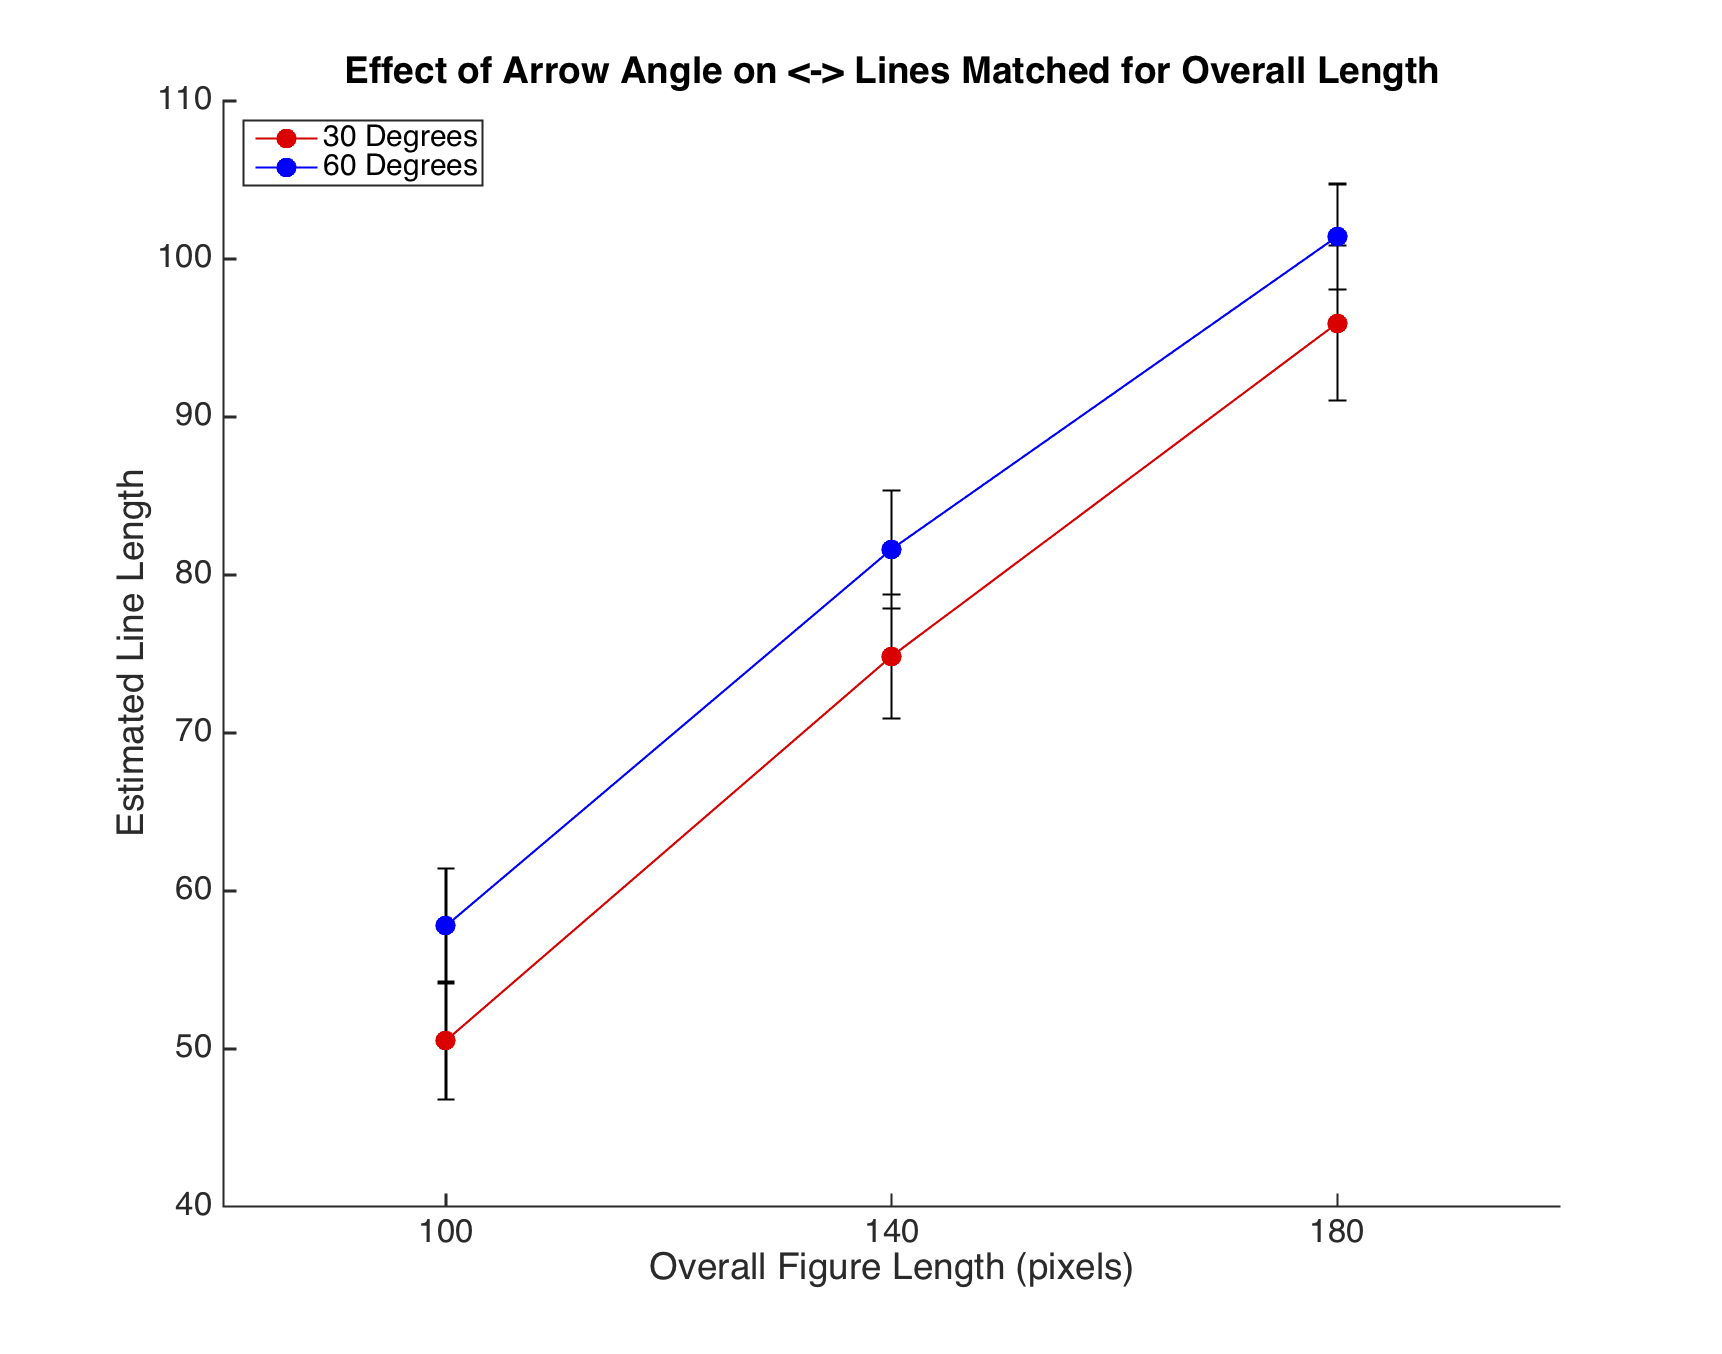 Effect of Arrow Angle on <-> Lines Matched for Overall Length
110
30 Degrees
60 Degrees
100
90
80
70
60
50
40
Estimated Line Length
100 140 180
Overall Figure Length (pixels)